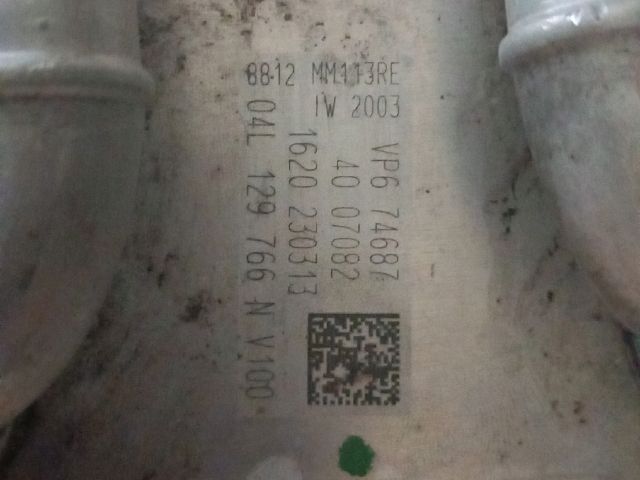 8812 MM113RE
IW 2003
VP6 74687
40 07082
1620 230313
04L 129 766 N V100